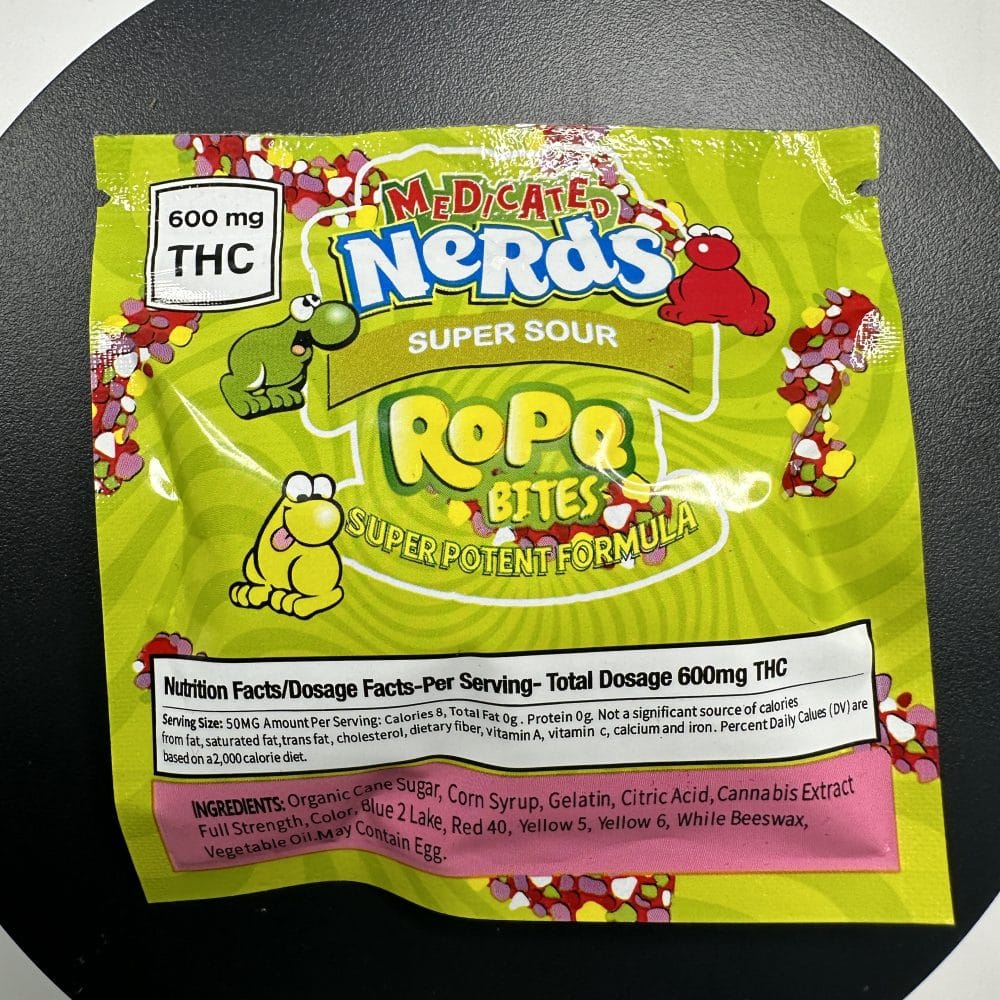 600 mg
THC
MEDICATED
NeRdS
SUPER SOUR
RoPe
BITES
SUPER POTENT FORMULA
Nutrition Facts/Dosage Facts-Per Serving- Total Dosage 600mg THC
Serving Size: 50MG Amount Per Serving: Calories 8, Total Fat 0g . Protein 0g. Not a significant source of calories
from fat, saturated fat,trans fat, cholesterol, dietary fiber, vitamin A, vitamin c, calcium and iron. Percent Daily Calues (DV) are
based on a 2,000 calorie diet.
INGREDIENTS: Organic Cane Sugar, Corn Syrup, Gelatin, Citric Acid, Cannabis Extract
Full Strength, Color, Blue 2 Lake, Red 40, Yellow 5, Yellow 6, While Beeswax,
Vegetable Oil.May Contain Egg.